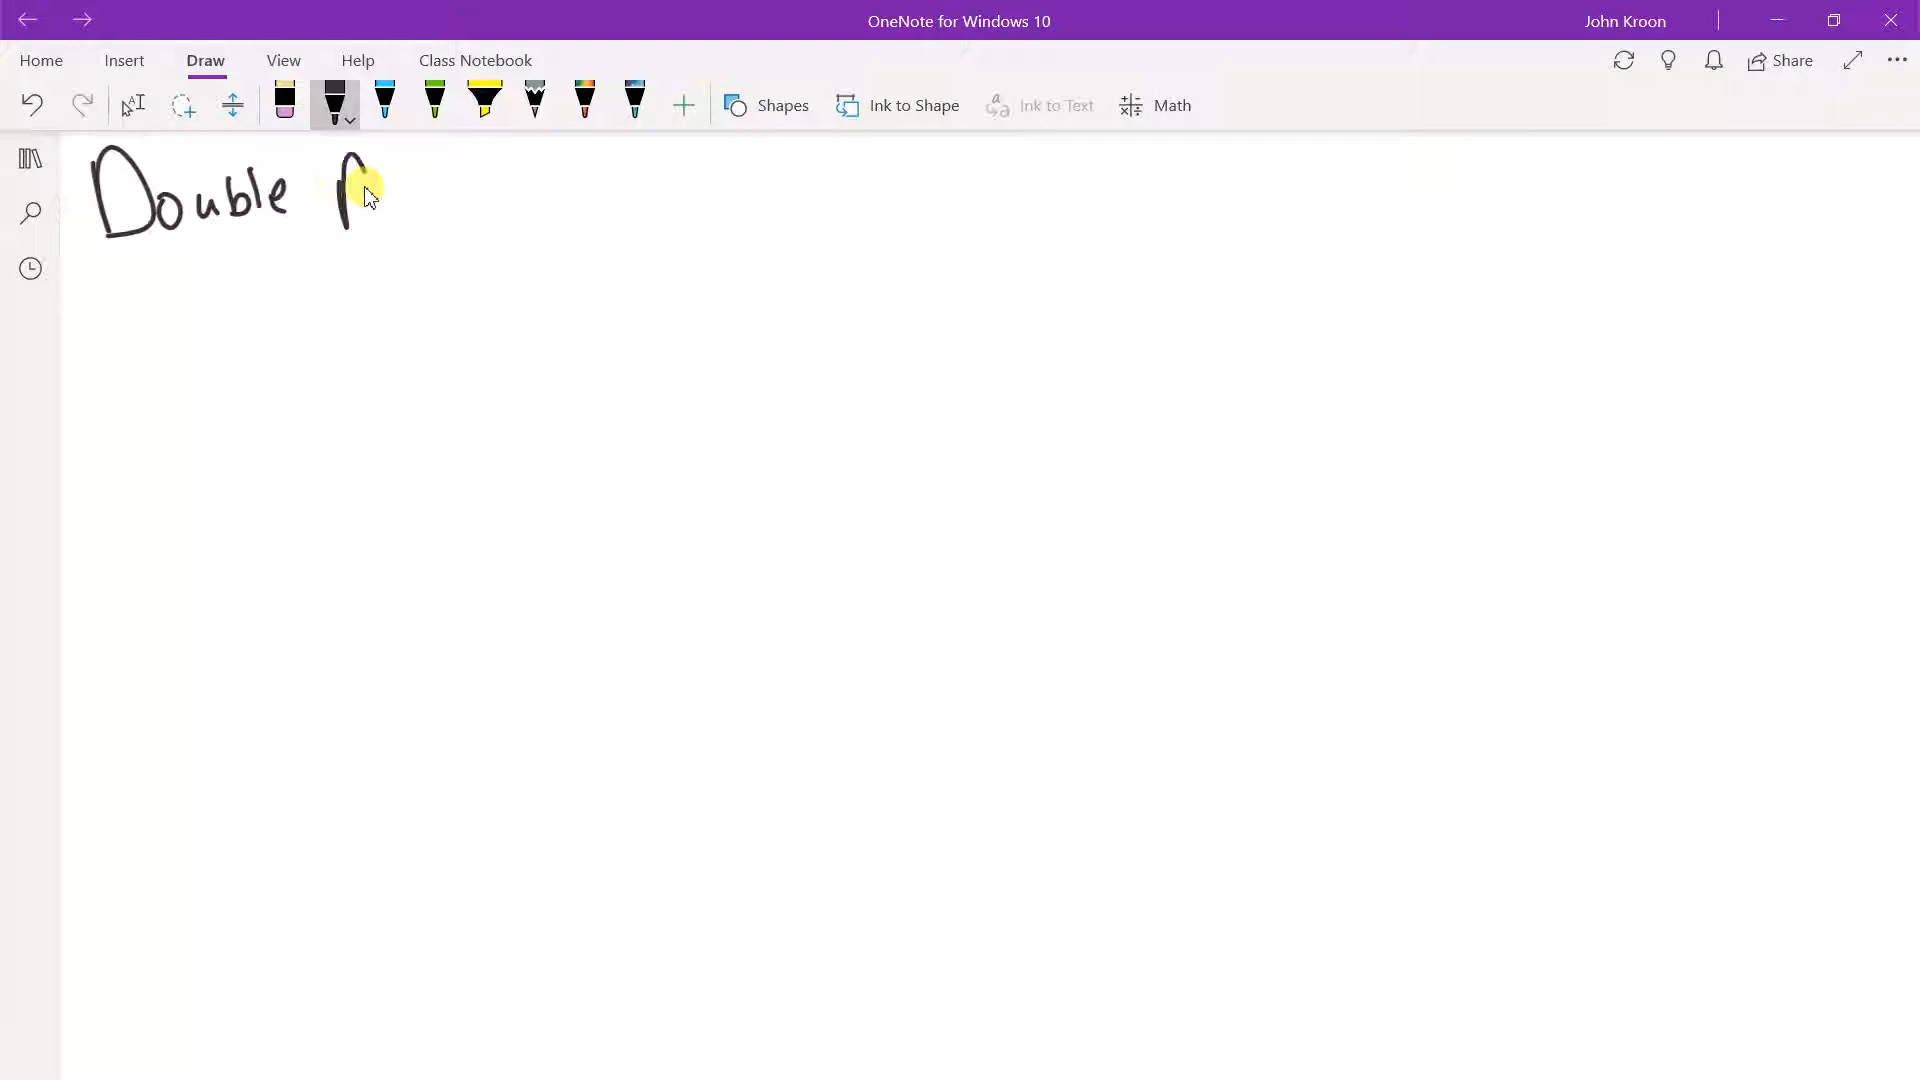 OneNote for Windows 10
John Kroon
Home Insert Draw View Help Class Notebook
Share
Shapes Ink to Shape Ink to Text Math
Double